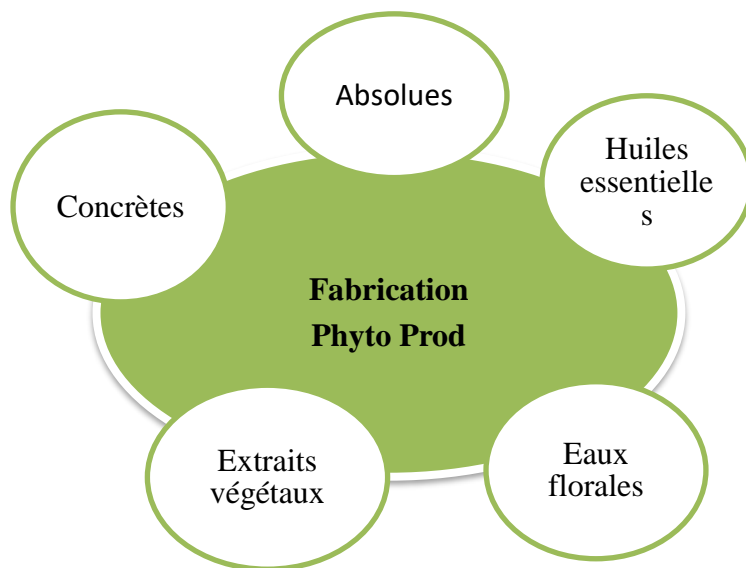 Absolues
Huiles
essentielle
s
Concrètes
Fabrication
Phyto Prod
Extraits
végétaux
Eaux
florales